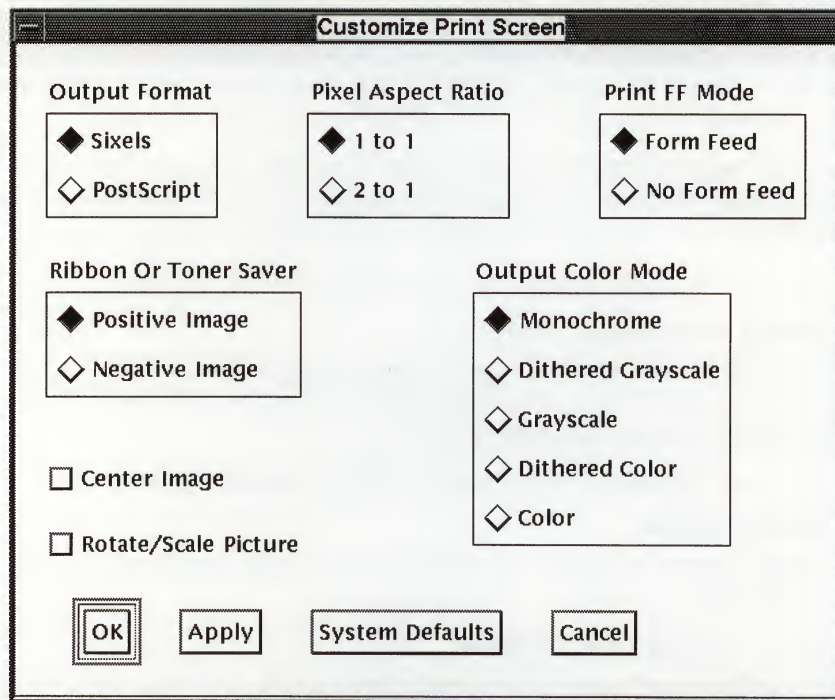 Customize Print Screen
Output Format
Sixels
PostScript
Pixel Aspect Ratio
1 to 1
2 to 1
Print FF Mode
Form Feed
No Form Feed
Ribbon Or Toner Saver
Positive Image
Negative Image
Output Color Mode
Monochrome
Dithered Grayscale
Grayscale
Dithered Color
Color
Center Image
Rotate/Scale Picture
OK
Apply
System Defaults
Cancel